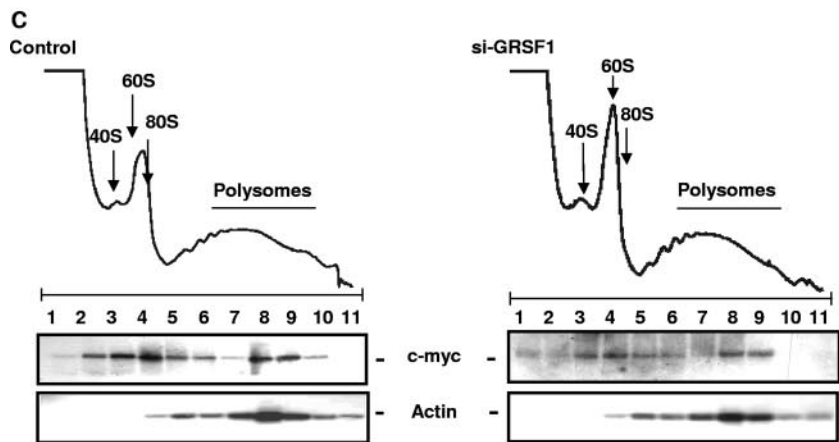 C
Control
60S
40S
80S
Polysomes
1 2 3 4 5 6 7 8 9 10 11
si-GRSF1
60S
40S
80S
Polysomes
1 2 3 4 5 6 7 8 9 10 11
- c-myc -
- Actin -